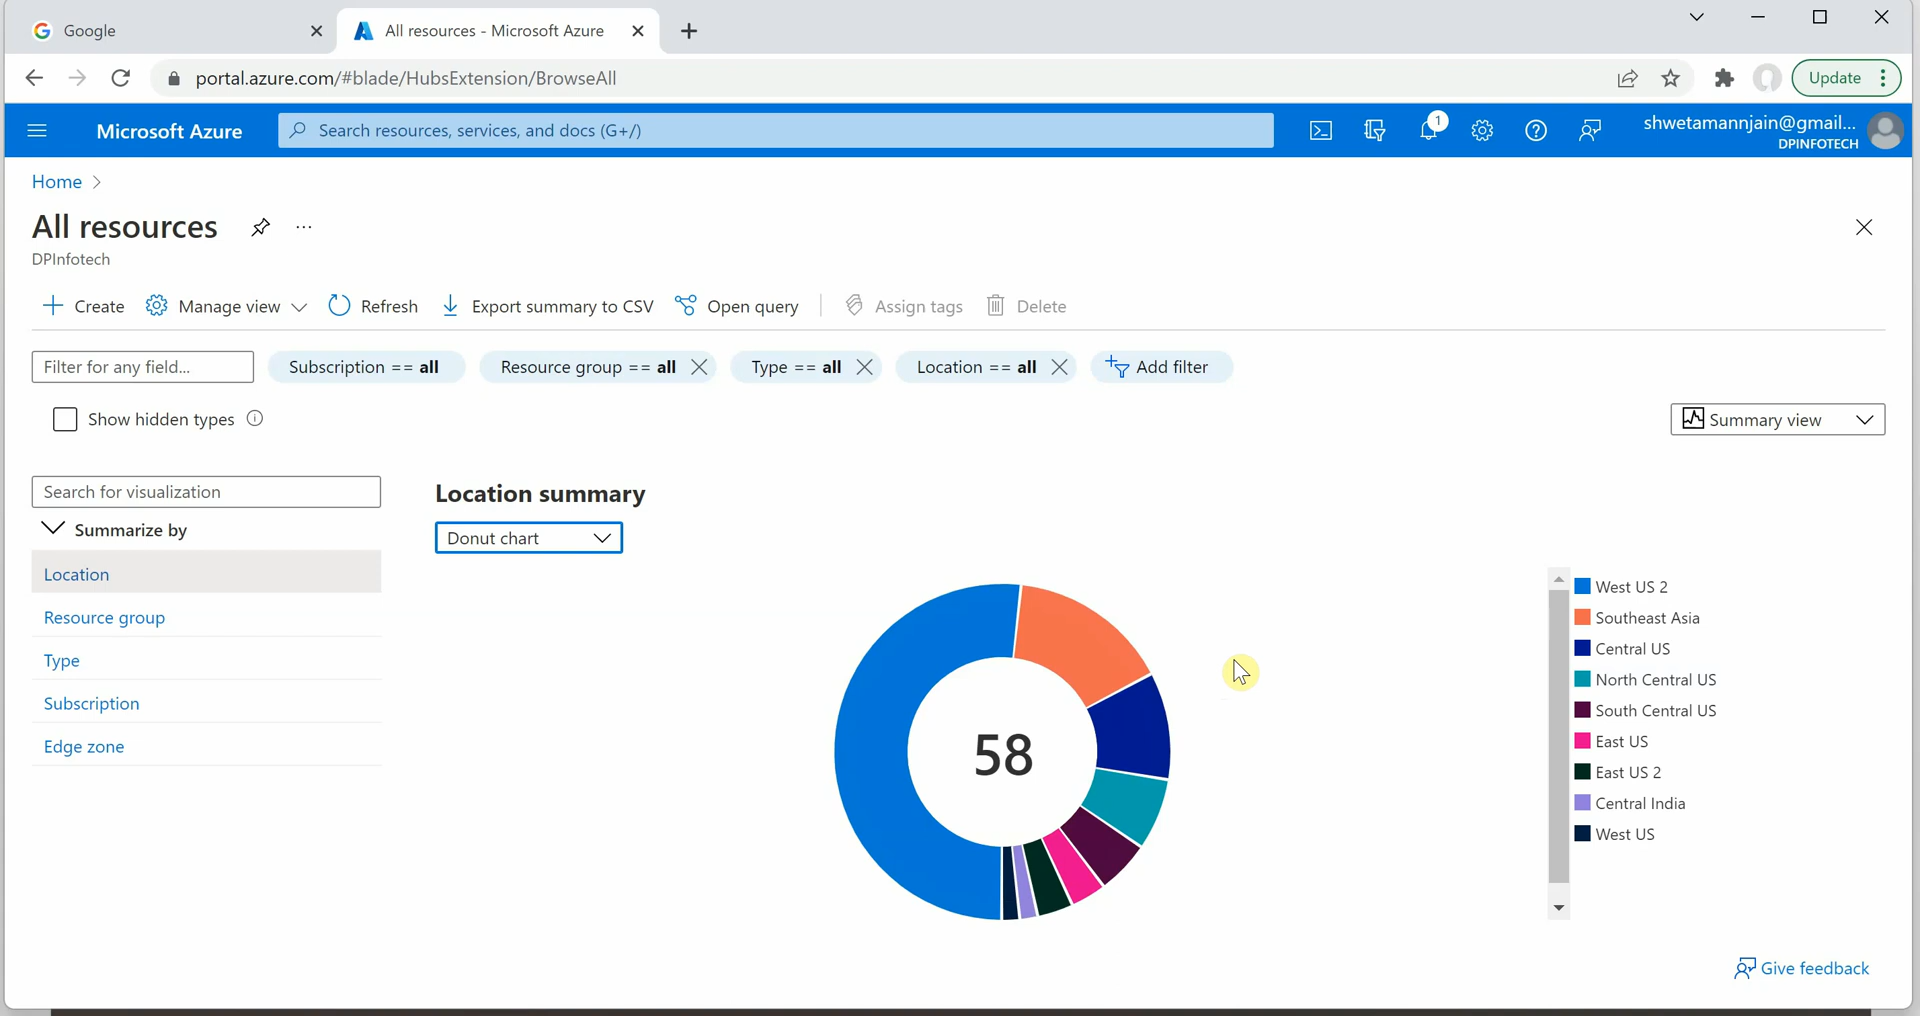 Google
All resources - Microsoft Azure
portal.azure.com/#blade/HubsExtension/BrowseAll
Update
Microsoft Azure
Search resources, services, and docs (G+/)
1
shwetamannjain@gmail...
DPINFOTECH
Home
All resources
...
DPInfotech
Create
Manage view
Refresh
Export summary to CSV
Open query
Assign tags
Delete
Filter for any field...
Subscription == all
Resource group == all
Type == all
Location == all
Add filter
Show hidden types
Summary view
Search for visualization
Summarize by
Location
Resource group
Type
Subscription
Edge zone
Location summary
Donut chart
58
West US 2
Southeast Asia
Central US
North Central US
South Central US
East US
East US 2
Central India
West US
Give feedback